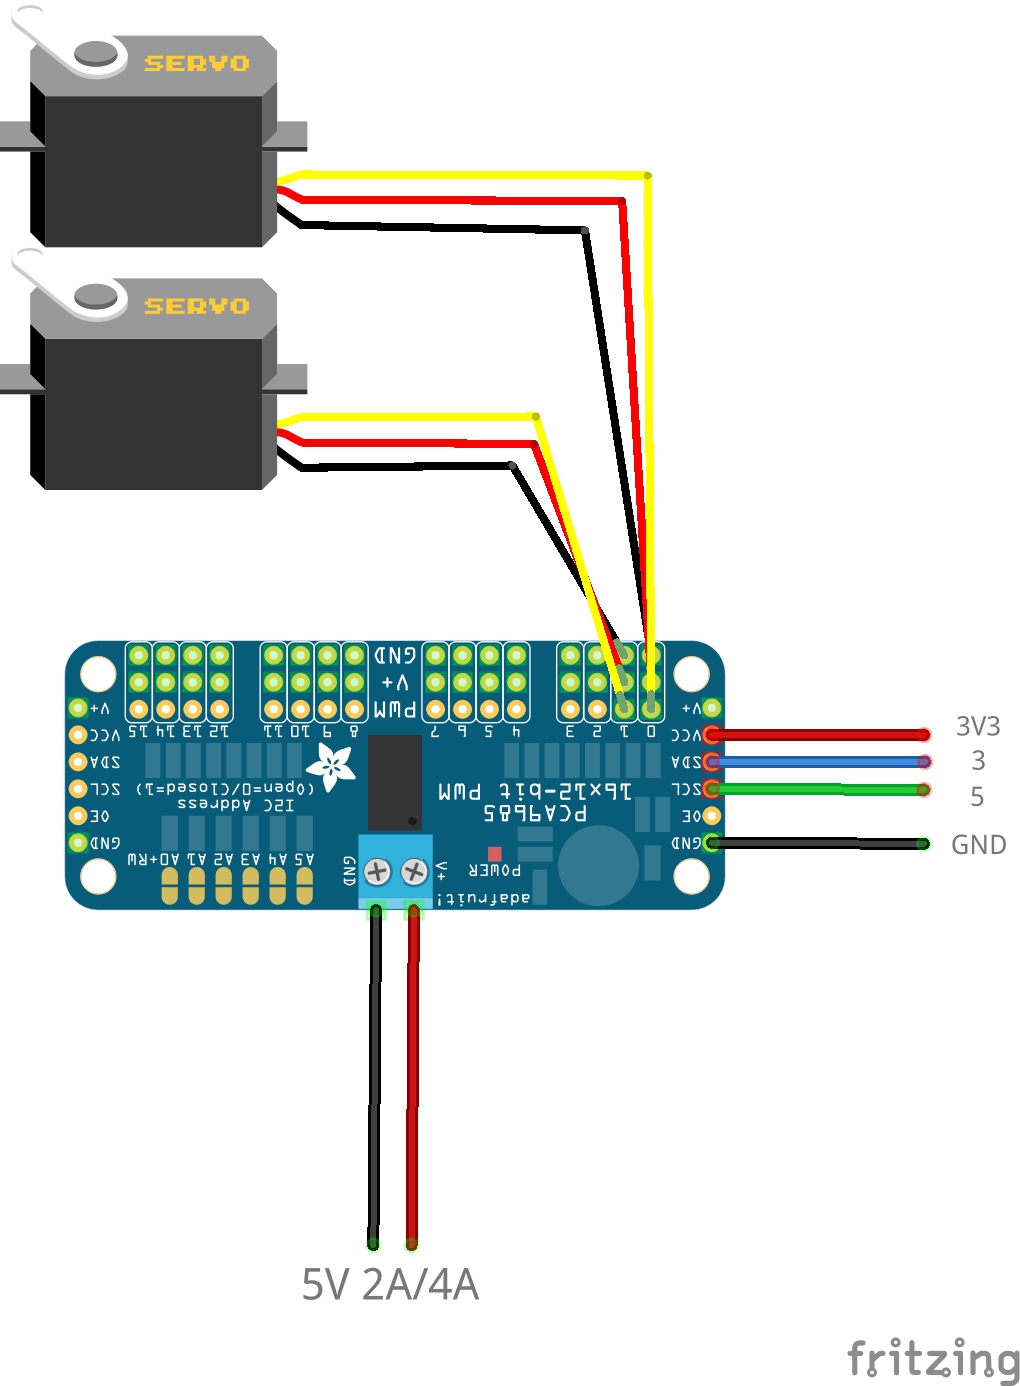 SERVO
SERVO
GND
V+
PWM
15 14 13 12 11 10 9 8 7 6 5 4 3 2 1 0
V+
VCC
SDA
SCL
OE
GND
V+
VCC
SDA
SCL
OE
GND
3V3
3
5
GND
16x12-bit PWM
PCA9685
I2C Address
(Open=0/Closed=1)
A5 A4 A3 A2 A1 A0+RW
GND
V+
POWER
adafruit!
5V 2A/4A
fritzing